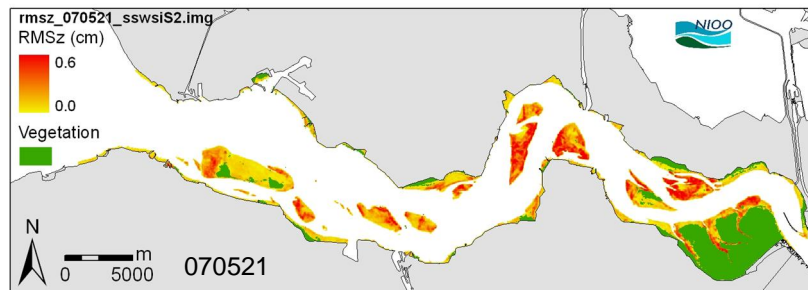 rmsz_070521_sswsiS2.img
RMSz (cm)
0.6
0.0
Vegetation
NIOO
N
m
0 5000
070521